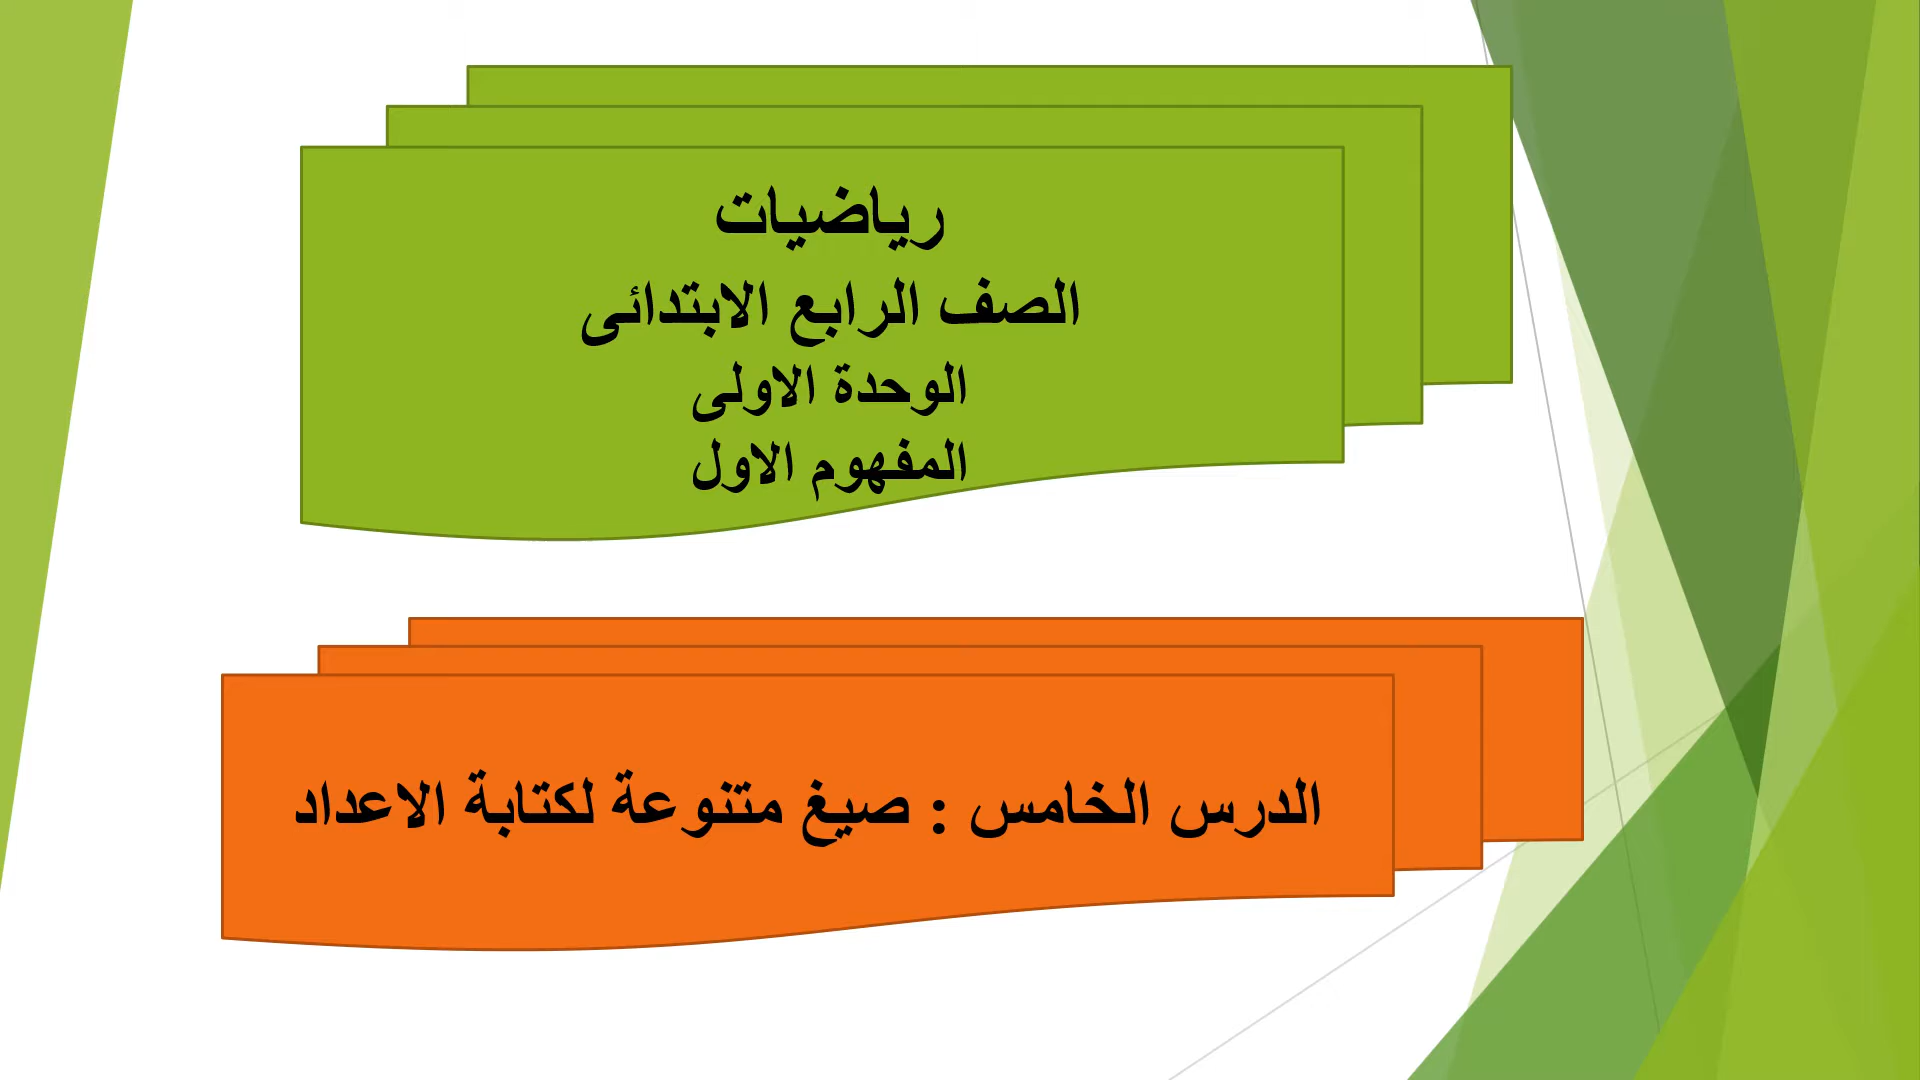 رياضيات
الصف الرابع الابتدائى
الوحدة الاولى
المفهوم الاول
الدرس الخامس : صيغ متنوعة لكتابة الاعداد